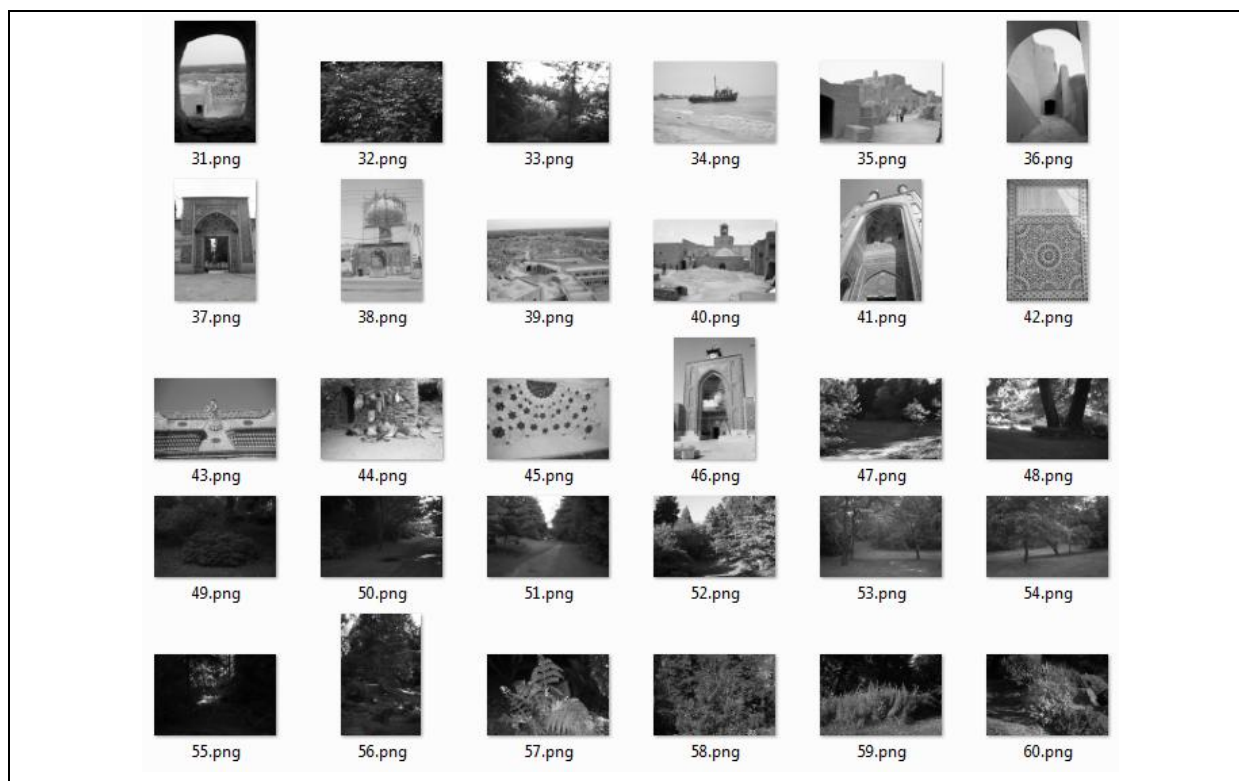 31.png 32.png 33.png 34.png 35.png 36.png
37.png 38.png 39.png 40.png 41.png 42.png
43.png 44.png 45.png 46.png 47.png 48.png
49.png 50.png 51.png 52.png 53.png 54.png
55.png 56.png 57.png 58.png 59.png 60.png